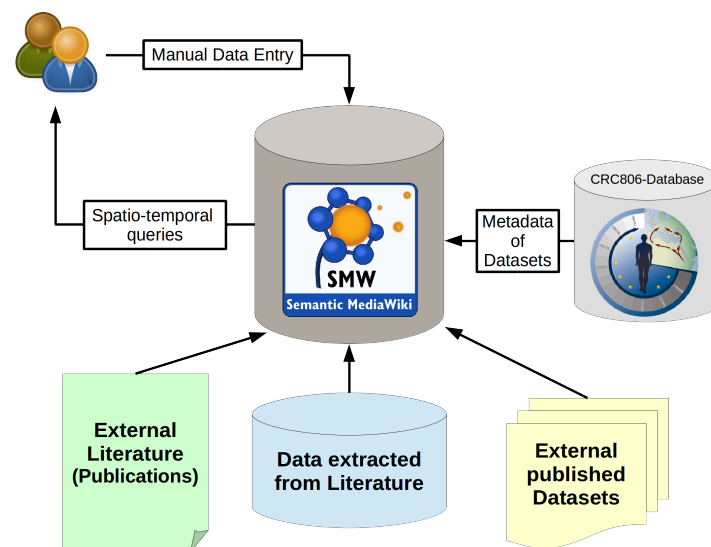 Manual Data Entry
CRC806-Database
Spatio-temporal
queries
Metadata
of
Datasets
SMW
Semantic MediaWiki
External
Literature
(Publications)
Data extracted
from Literature
External
published
Datasets